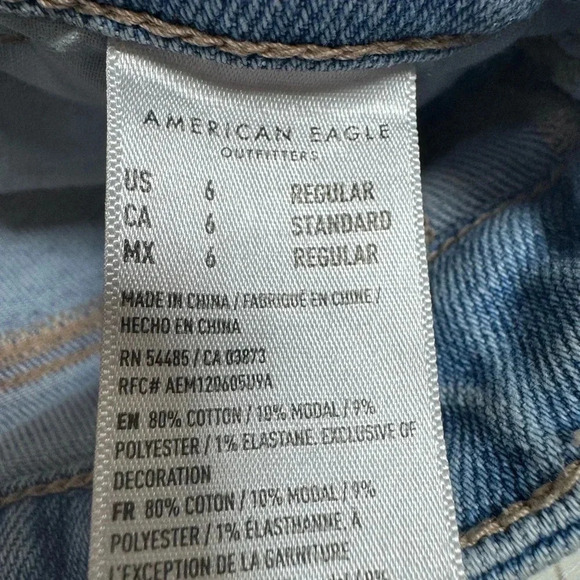 AMERICAN EAGLE
OUTFITTERS
US 6 REGULAR
CA 6 STANDARD
MX 6 REGULAR
MADE IN CHINA / FABRIQUÉ EN CHINE /
HECHO EN CHINA
RN 54485 / CA 03873
RFC# AEM120605U9A
EN 80% COTTON / 10% MODAL / 9%
POLYESTER / 1% ELASTANE. EXCLUSIVE OF
DECORATION
FR 80% COTON / 10% MODAL / 9%
POLYESTER / 1% ÉLASTHANNE. À
L'EXCEPTION DE LA GARNITURE